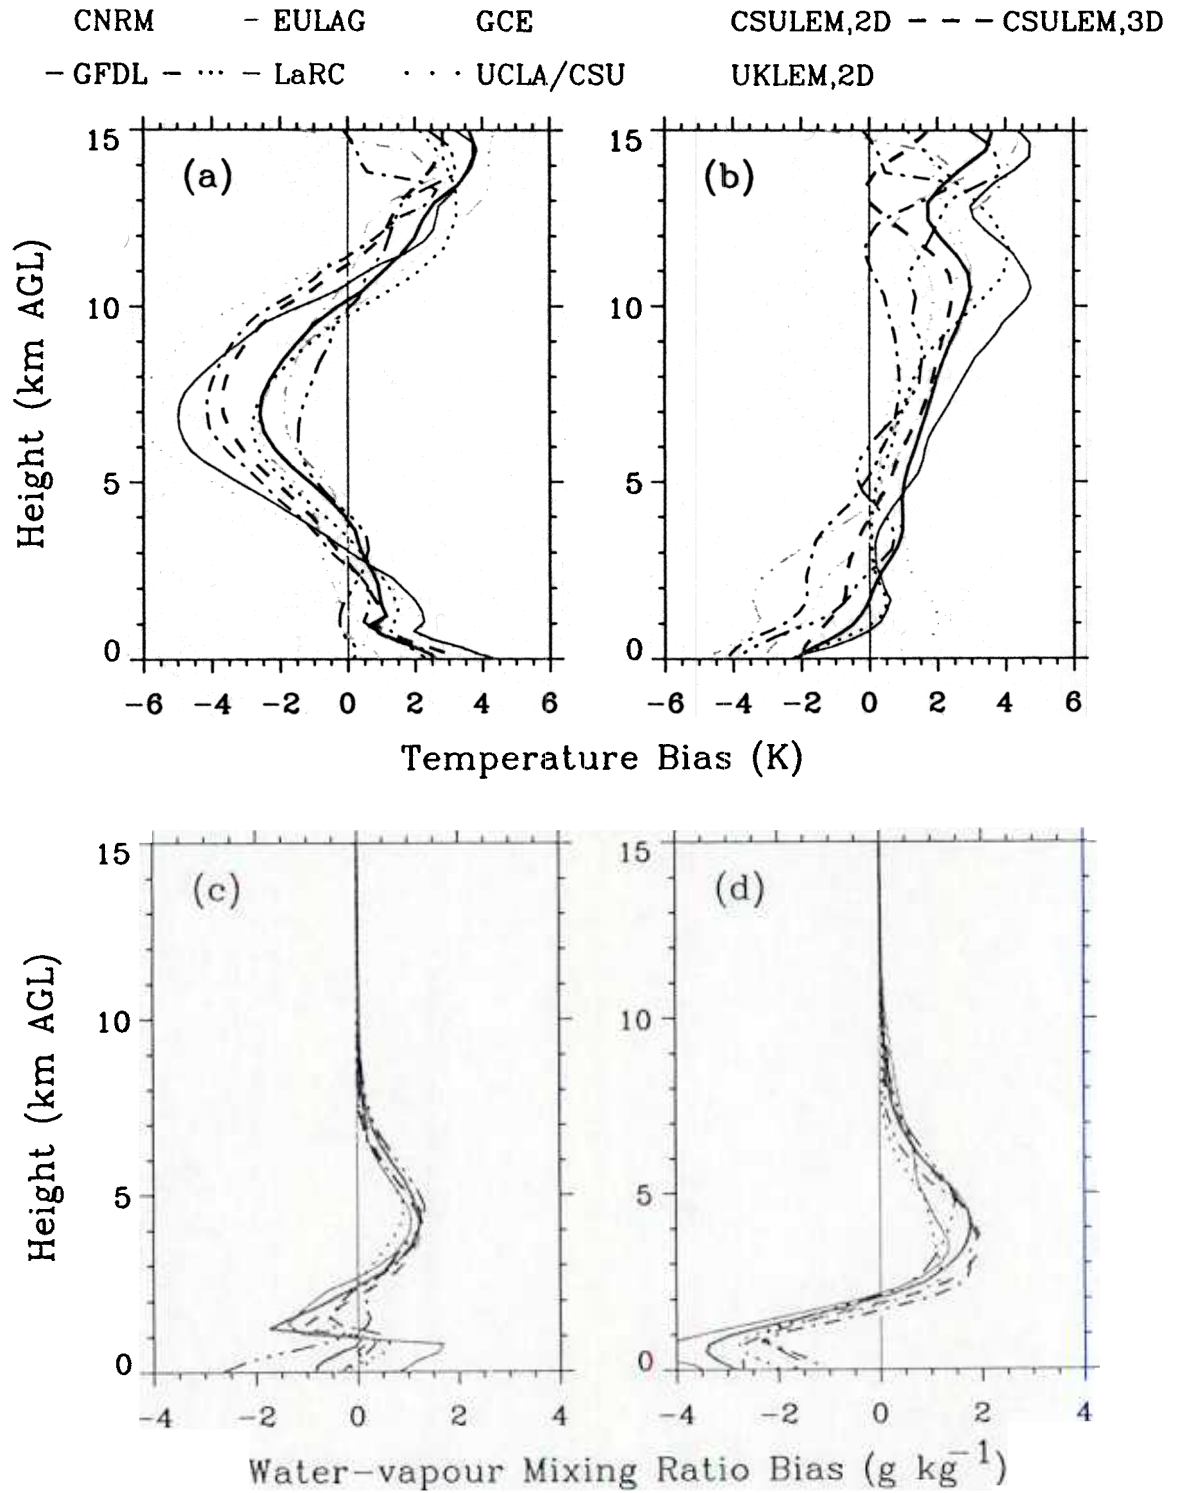 CNRM EULAG GCE CSULEM,2D CSULEM,3D
GFDL LaRC UCLA/CSU UKLEM,2D
15 (a) 15 (b)
10 10
5 5
0 0
-6 -4 -2 0 2 4 6 -6 -4 -2 0 2 4 6
Height (km AGL)
Temperature Bias (K)
15 (c) 15 (d)
10 10
5 5
0 0
-4 -2 0 2 -4 -2 0 2 4
Height (km AGL)
Water-vapour Mixing Ratio Bias (g kg⁻¹)